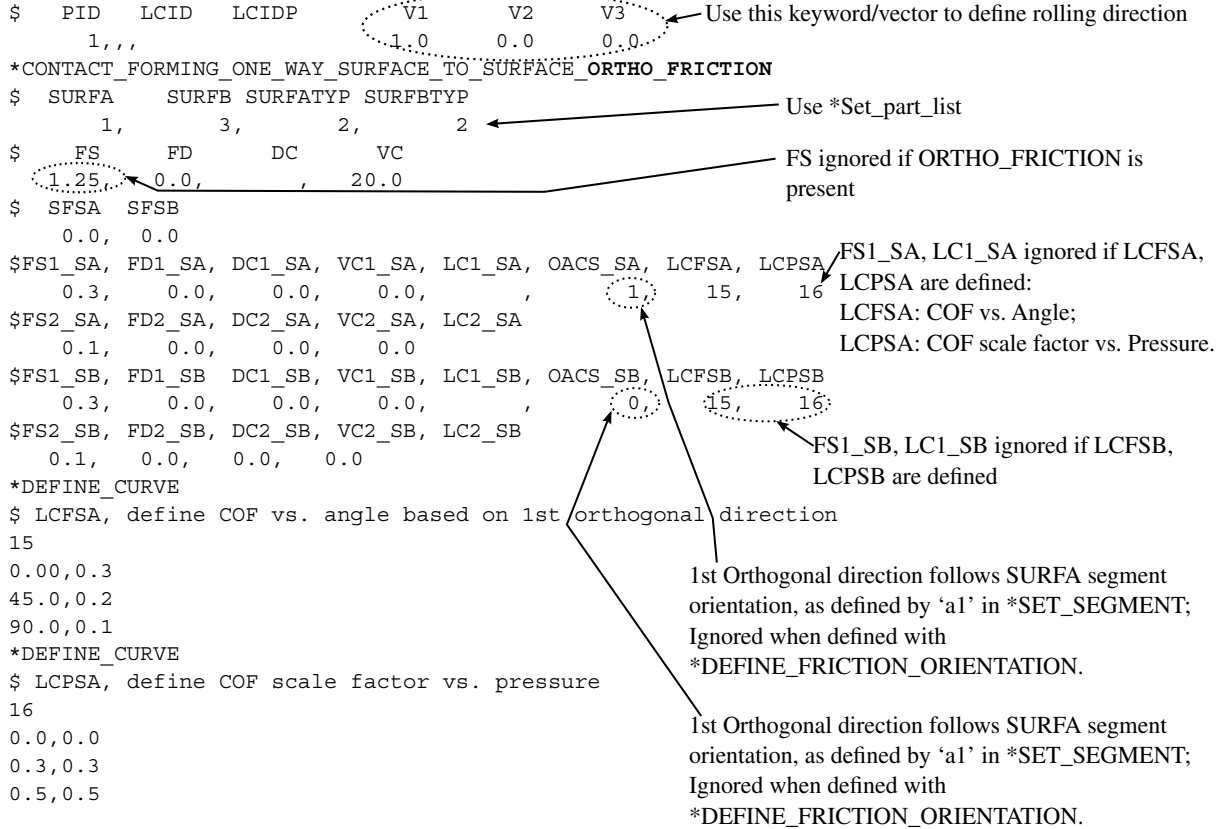 $   PID   LCID   LCIDP        V1      V2      V3
1,,,        1.0      0.0      0.0
Use this keyword/vector to define rolling direction
*CONTACT_FORMING_ONE_WAY_SURFACE_TO_SURFACE_ORTHO_FRICTION
$  SURFA    SURFB SURFATYP SURFBTYP
1,      3,      2,      2
Use *Set_part_list
$    FS      FD      DC      VC
1.25,   0.0,       ,   20.0
FS ignored if ORTHO_FRICTION is
present
$  SFSA  SFSB
0.0,  0.0
$FS1_SA, FD1_SA, DC1_SA, VC1_SA, LC1_SA, OACS_SA, LCFSA, LCPSA
0.3,    0.0,    0.0,    0.0,       ,      1,    15,    16
FS1_SA, LC1_SA ignored if LCFSA,
LCPSA are defined:
LCFSA: COF vs. Angle;
LCPSA: COF scale factor vs. Pressure.
$FS2_SA, FD2_SA, DC2_SA, VC2_SA, LC2_SA
0.1,    0.0,    0.0,    0.0
$FS1_SB, FD1_SB  DC1_SB, VC1_SB, LC1_SB, OACS_SB, LCFSB, LCPSB
0.3,    0.0,    0.0,    0.0,       ,      0,    15,    16
$FS2_SB, FD2_SB, DC2_SB, VC2_SB, LC2_SB
0.1,   0.0,   0.0,   0.0
FS1_SB, LC1_SB ignored if LCFSB,
LCPSB are defined
*DEFINE_CURVE
$ LCFSA, define COF vs. angle based on 1st orthogonal direction
15
0.00,0.3
45.0,0.2
90.0,0.1
*DEFINE_CURVE
$ LCPSA, define COF scale factor vs. pressure
16
0.0,0.0
0.3,0.3
0.5,0.5
1st Orthogonal direction follows SURFA segment
orientation, as defined by ‘a1’ in *SET_SEGMENT;
Ignored when defined with
*DEFINE_FRICTION_ORIENTATION.
1st Orthogonal direction follows SURFA segment
orientation, as defined by ‘a1’ in *SET_SEGMENT;
Ignored when defined with
*DEFINE_FRICTION_ORIENTATION.